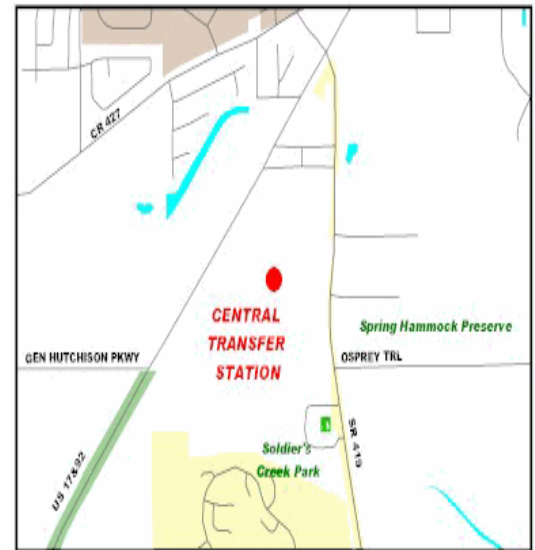 CR 427
CENTRAL
TRANSFER
STATION
Spring Hammock Preserve
GEN HUTCHISON PKWY
OSPREY TRL
SR 419
Soldier's
Creek Park
US 17&92